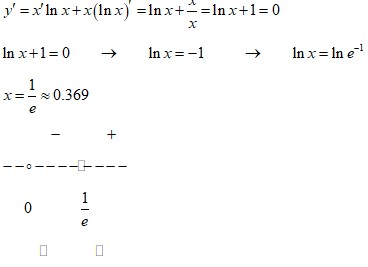 y′ = x′ ln x + x(ln x)′ = ln x + x/x = ln x + 1 = 0
ln x + 1 = 0 → ln x = −1 → ln x = ln e⁻¹
x = 1/e ≈ 0.369
− +
−−∘−−−−□−−−−
0 1/e
□ □